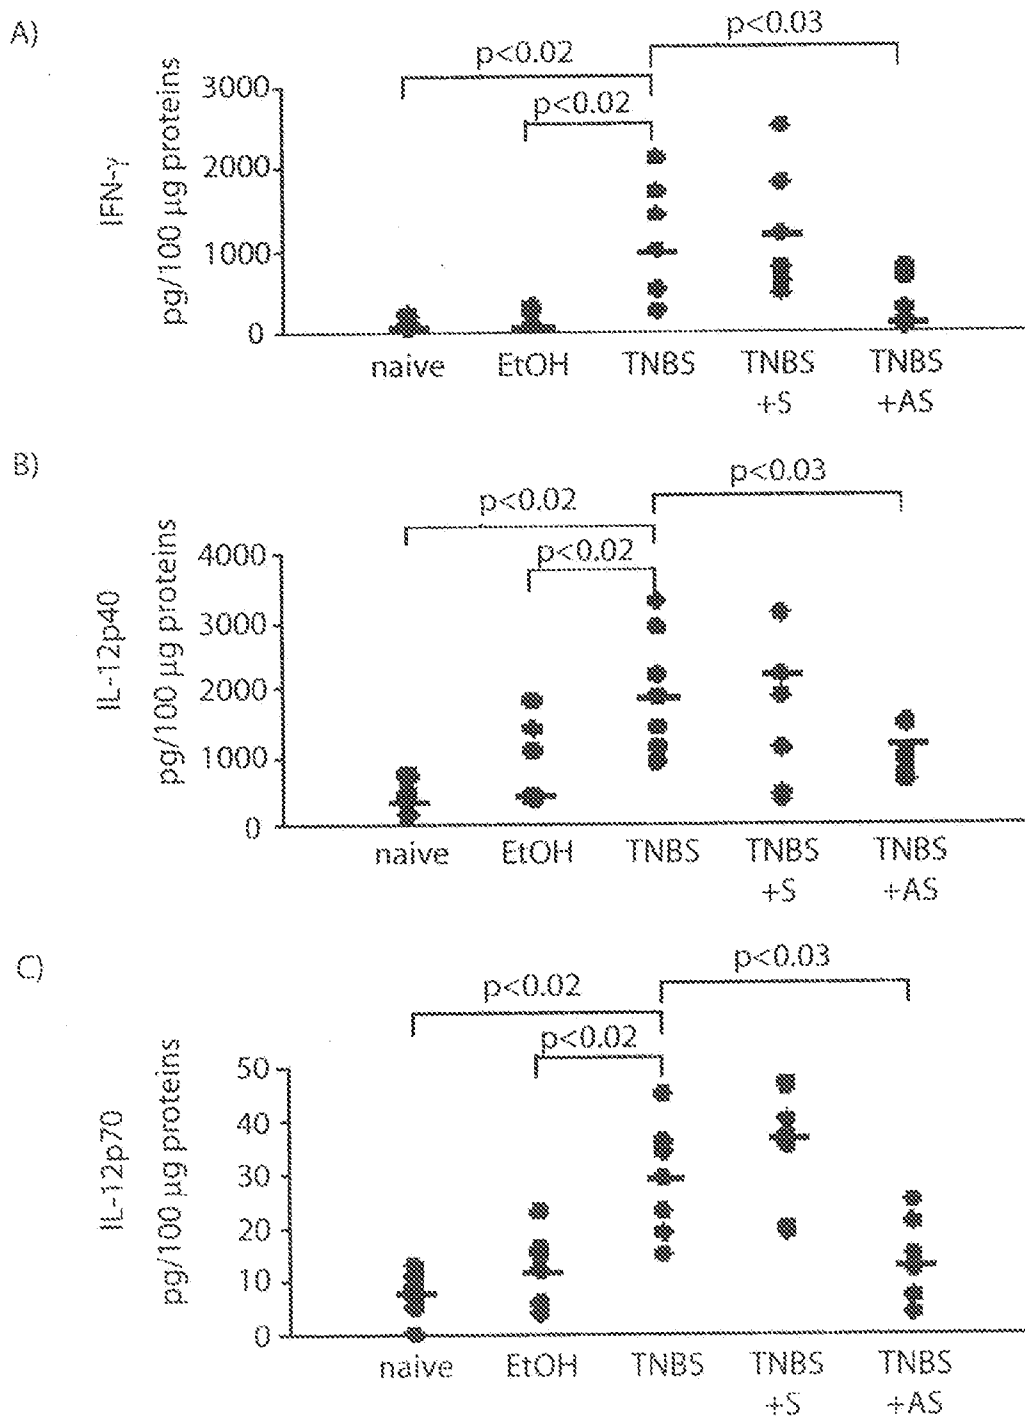 A)
p<0.03
p<0.02
p<0.02
IFN-γ
pg/100 µg proteins
3000
2000
1000
0
naive EtOH TNBS TNBS TNBS
+S +AS
B)
p<0.03
p<0.02
p<0.02
IL-12p40
pg/100 µg proteins
4000
3000
2000
1000
0
naive EtOH TNBS TNBS TNBS
+S +AS
C)
p<0.03
p<0.02
p<0.02
IL-12p70
pg/100 µg proteins
50
40
30
20
10
0
naive EtOH TNBS TNBS TNBS
+S +AS